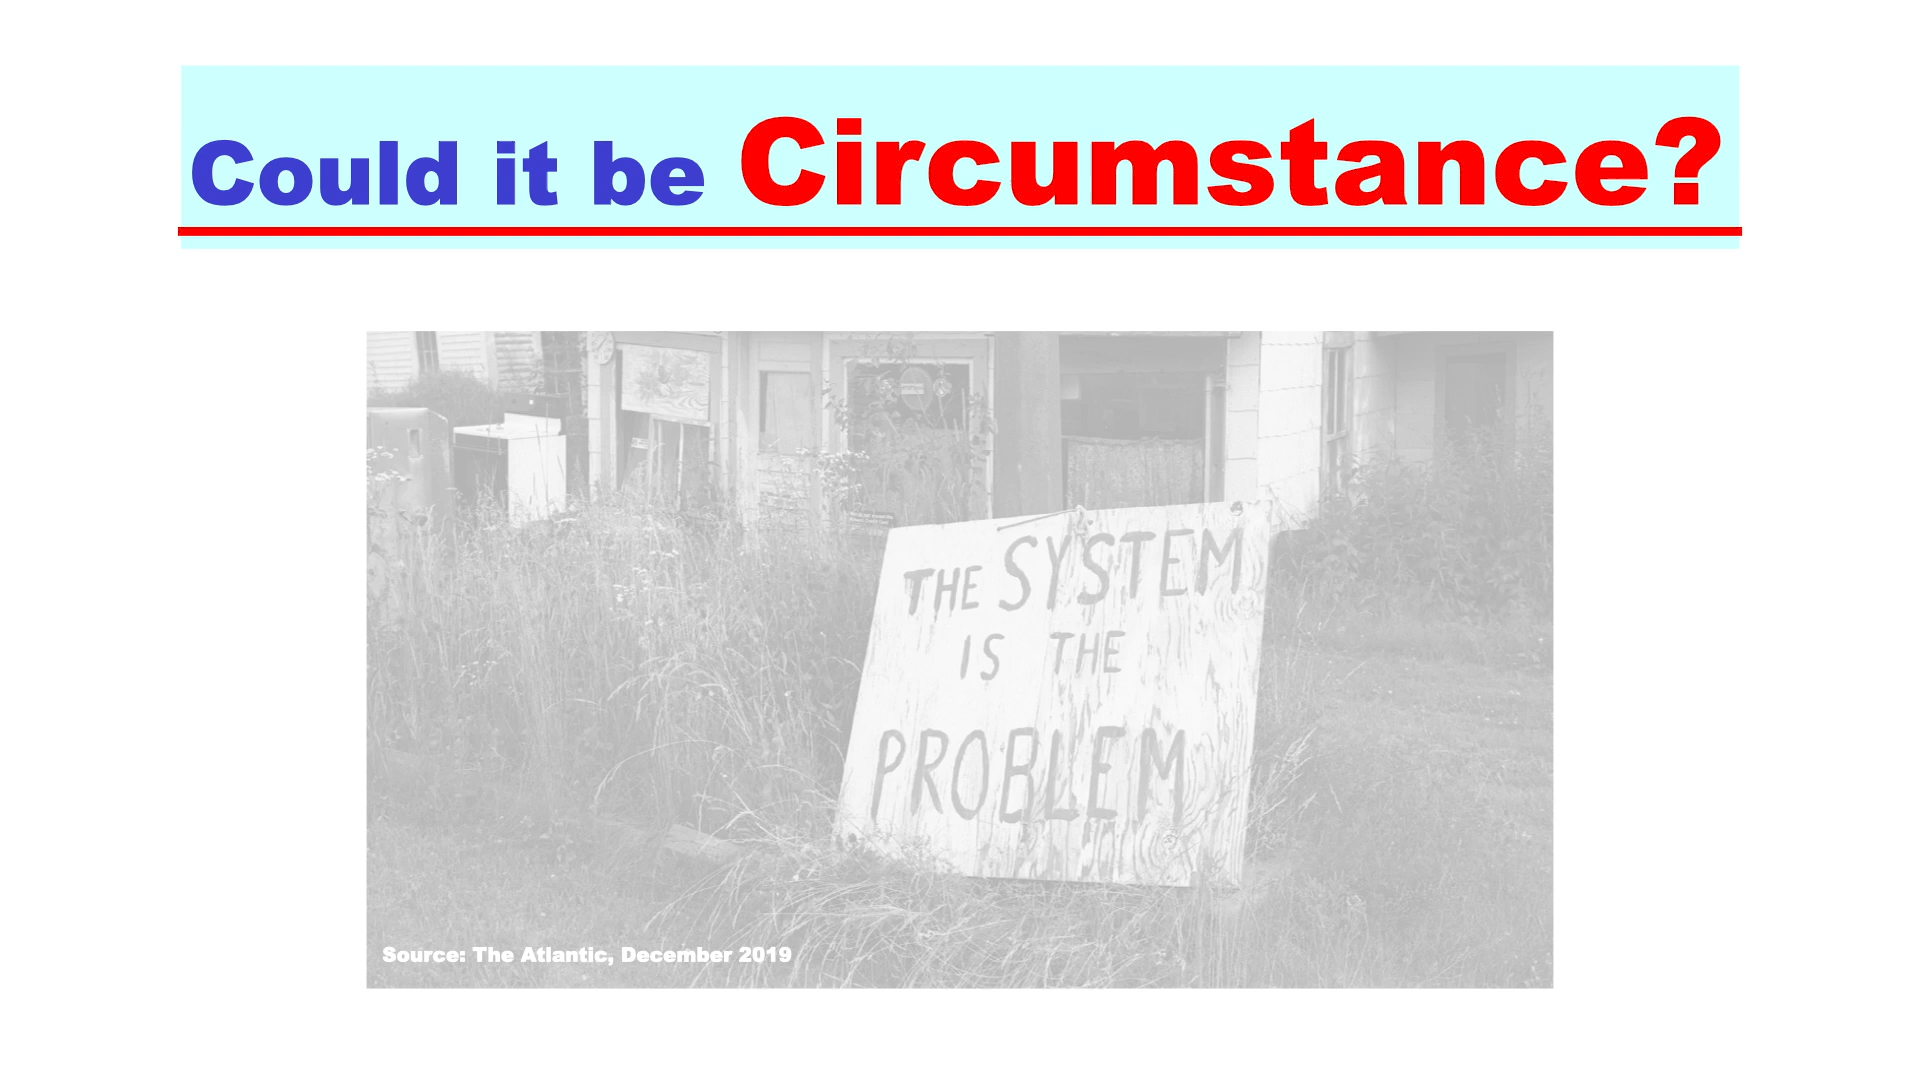 Could it be Circumstance?
THE SYSTEM
IS THE
PROBLEM
Source: The Atlantic, December 2019